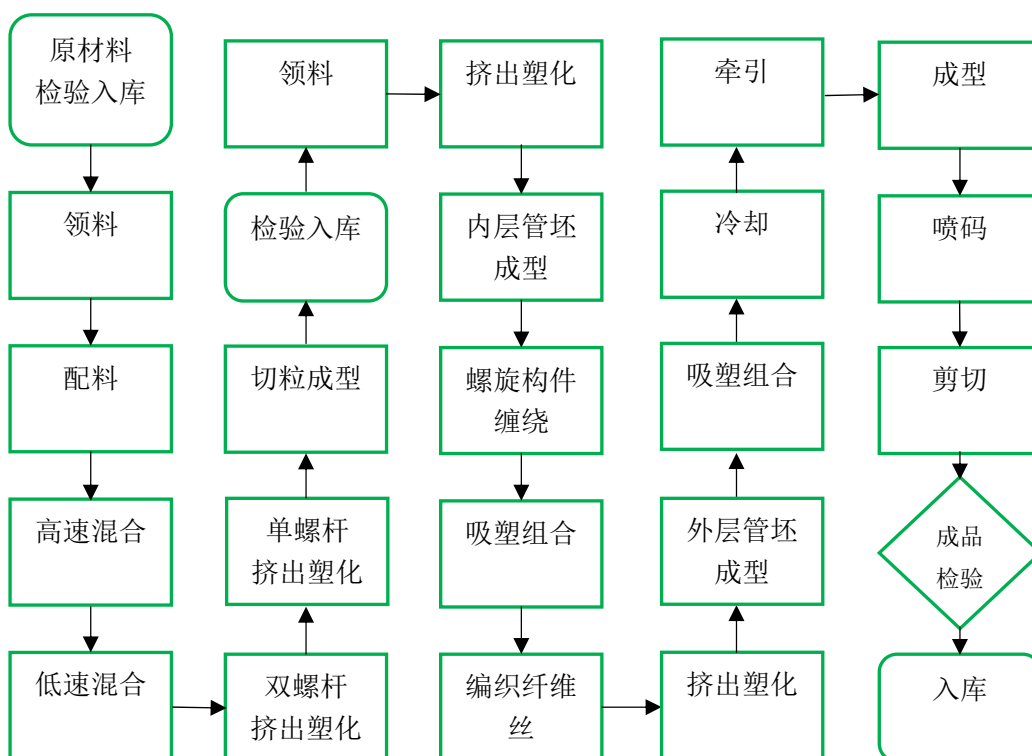 原材料
检验入库
领料
配料
高速混合
低速混合
双螺杆
挤出塑化
单螺杆
挤出塑化
切粒成型
检验入库
领料
挤出塑化
内层管坯
成型
螺旋构件
缠绕
吸塑组合
编织纤维
丝
挤出塑化
外层管坯
成型
吸塑组合
冷却
牵引
成型
喷码
剪切
成品
检验
入库